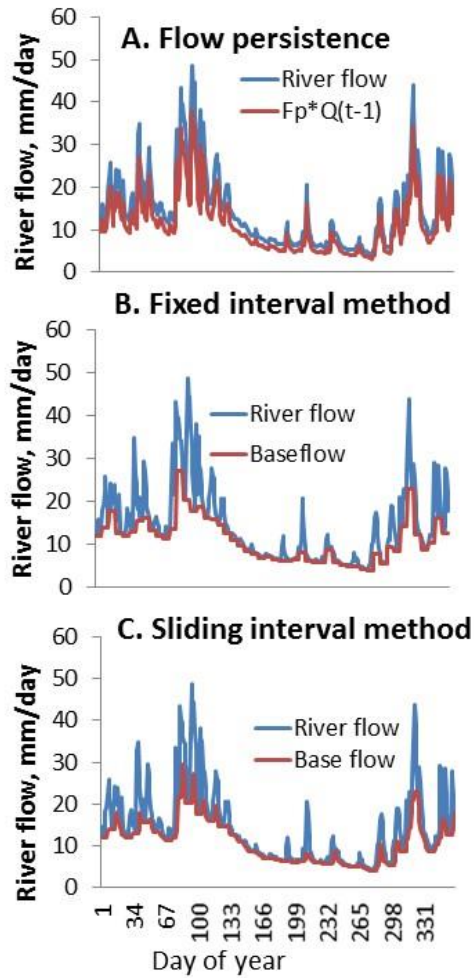 A. Flow persistence
River flow, mm/day
60
50
40
30
20
10
0
River flow
Fp*Q(t-1)
B. Fixed interval method
River flow, mm/day
60
50
40
30
20
10
0
River flow
Baseflow
C. Sliding interval method
River flow, mm/day
60
50
40
30
20
10
0
River flow
Base flow
1 34 67 100 133 166 199 232 265 298 331
Day of year